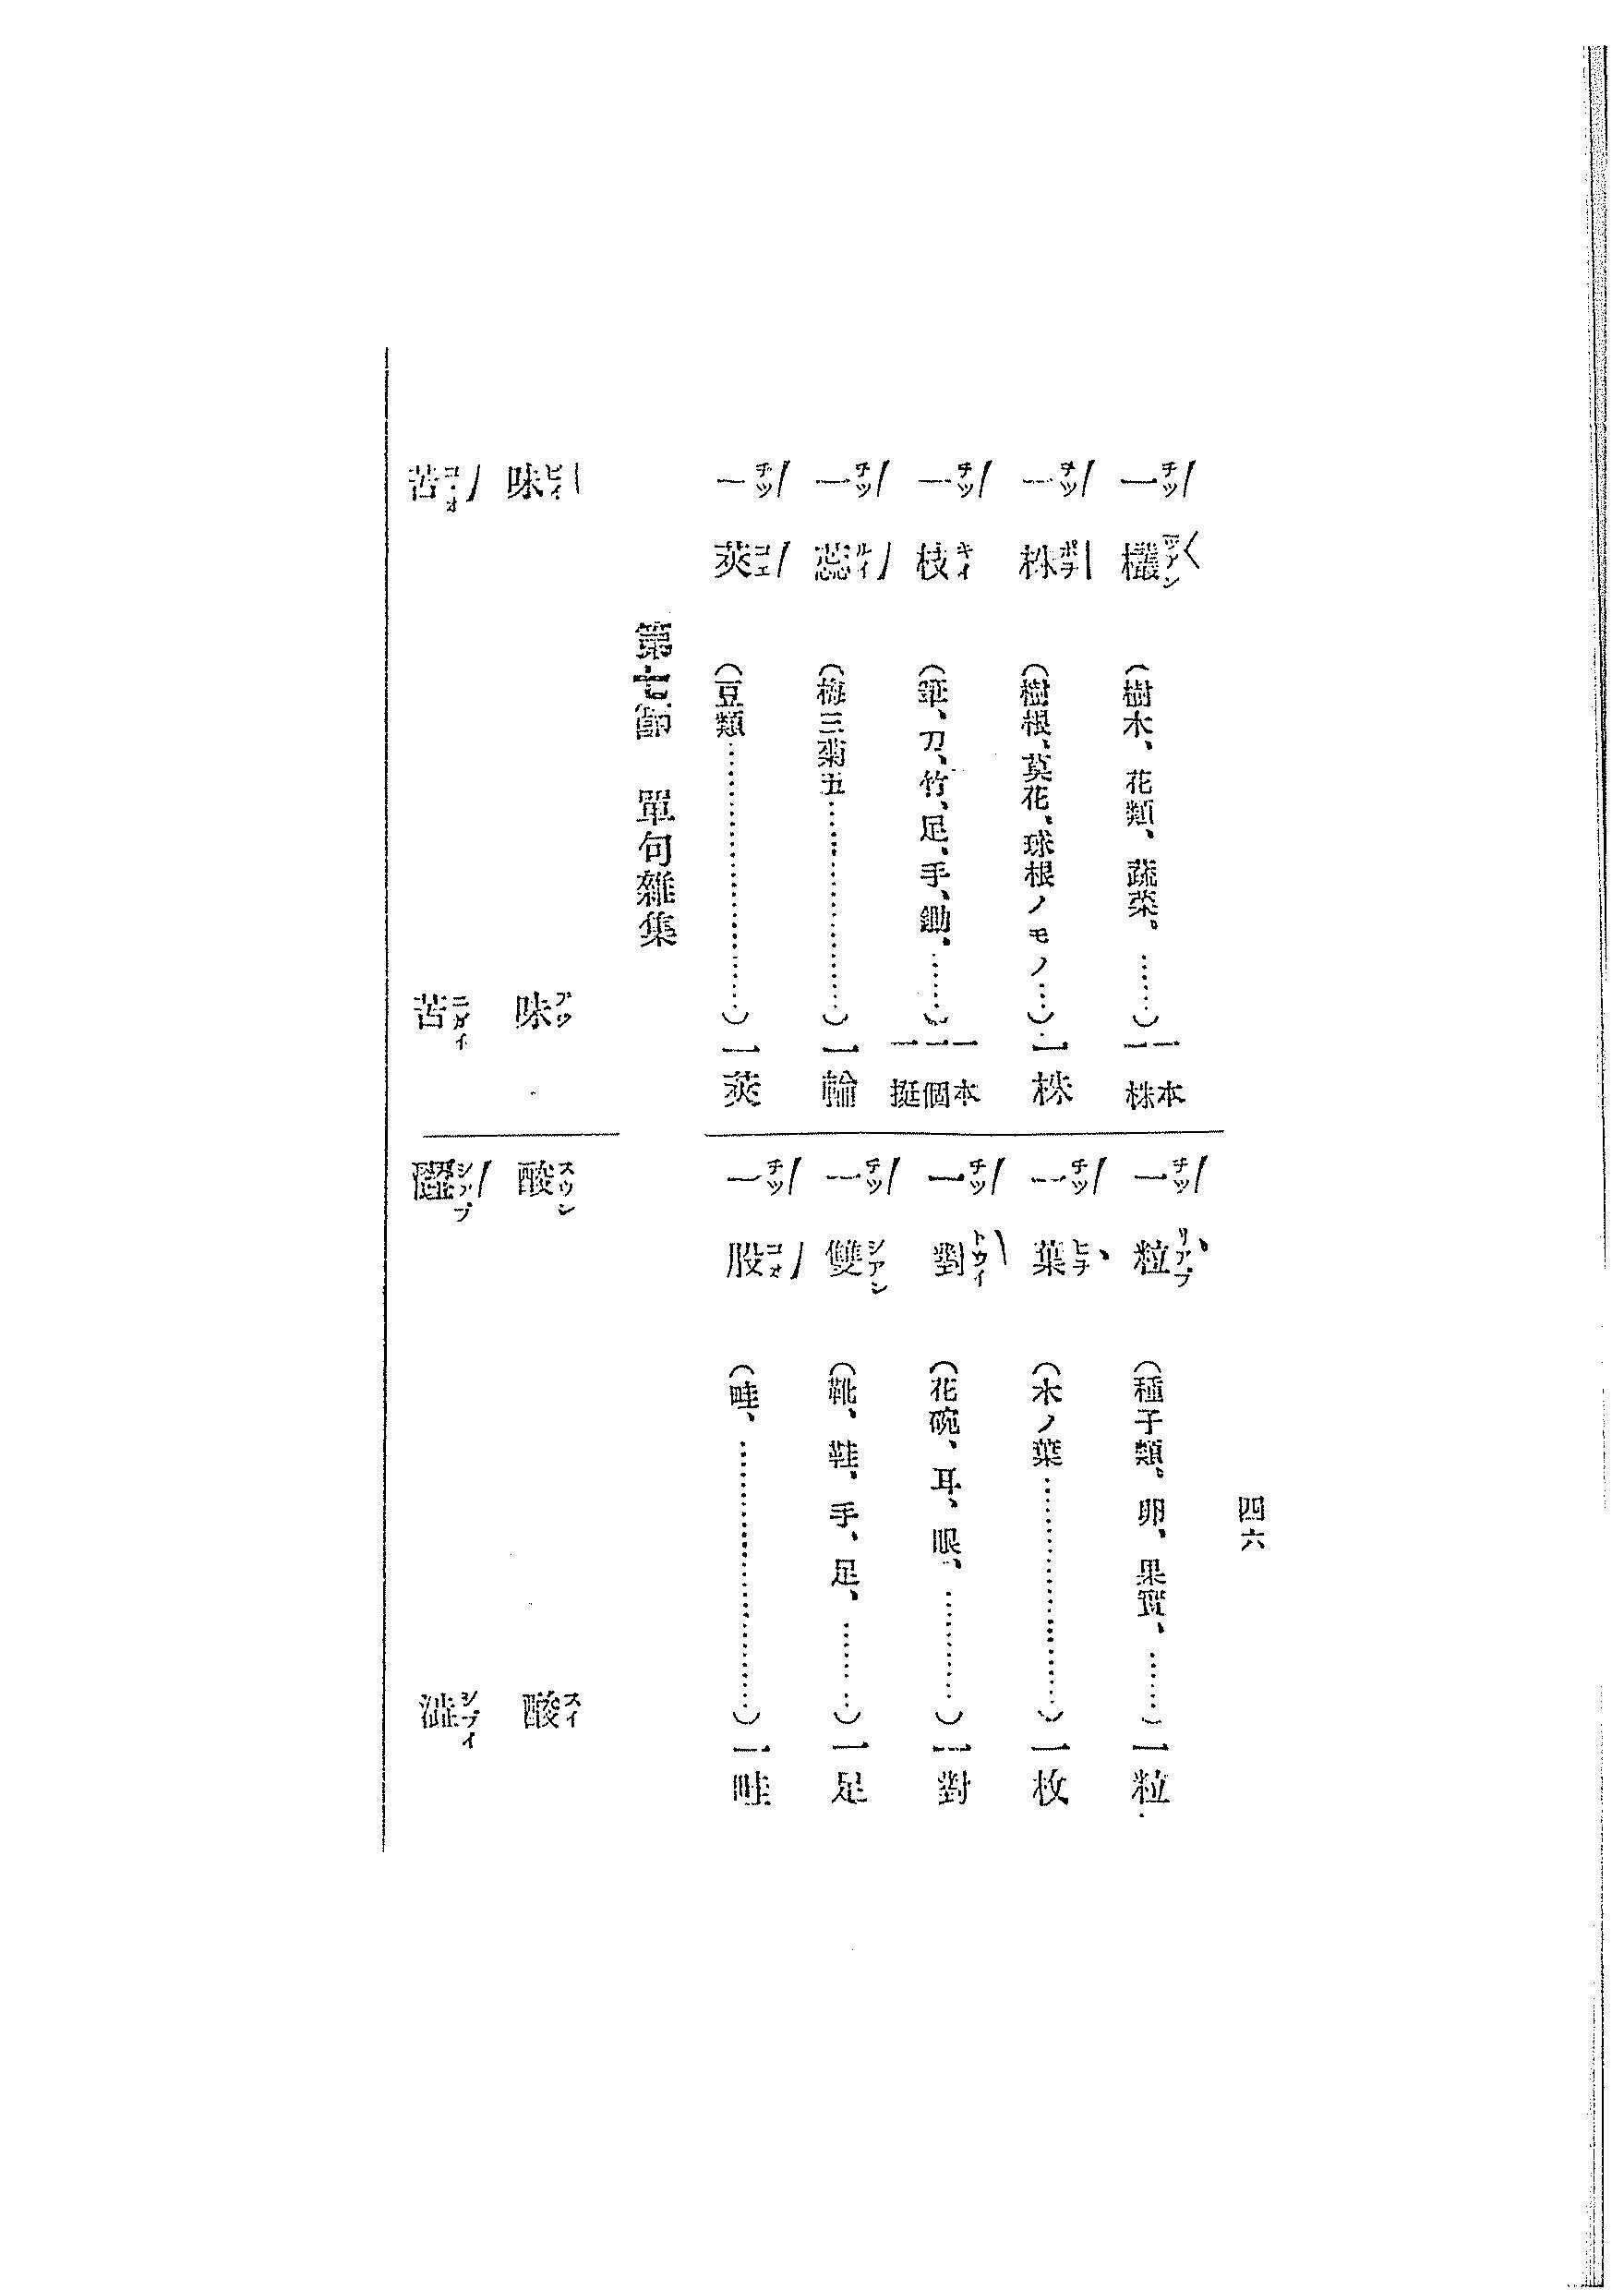 四六
一チッ 欉ツアン （樹木、花類、蔬菜。……）一本 一株
一チッ 株ポヲ （樹根、莫花、球根ノモノ…）一株
一チッ 枝キイ （筆、刀、竹、足、手、鋤、……）一本 一個 一挺
一チッ 蕊ルイ （梅三菊五…………）一輪
一チッ 莢コエ （豆類…………）一莢
一チッ 粒リアブ （種子類、卵、果實、……）一粒
一チッ 葉ヒヲ （木ノ葉…………）一枚
一チッ 對トウイ （花碗、耳、眼、………）一對
一チッ 雙シアン （靴、鞋、手、足、……）一足
一チッ 股コオ （畦、…………）一畦
第七節 單句雜集
味ビイ 味アジ
苦コオ 苦ニガイ
酸スウン 酸スイ
シアブ 澁シブイ